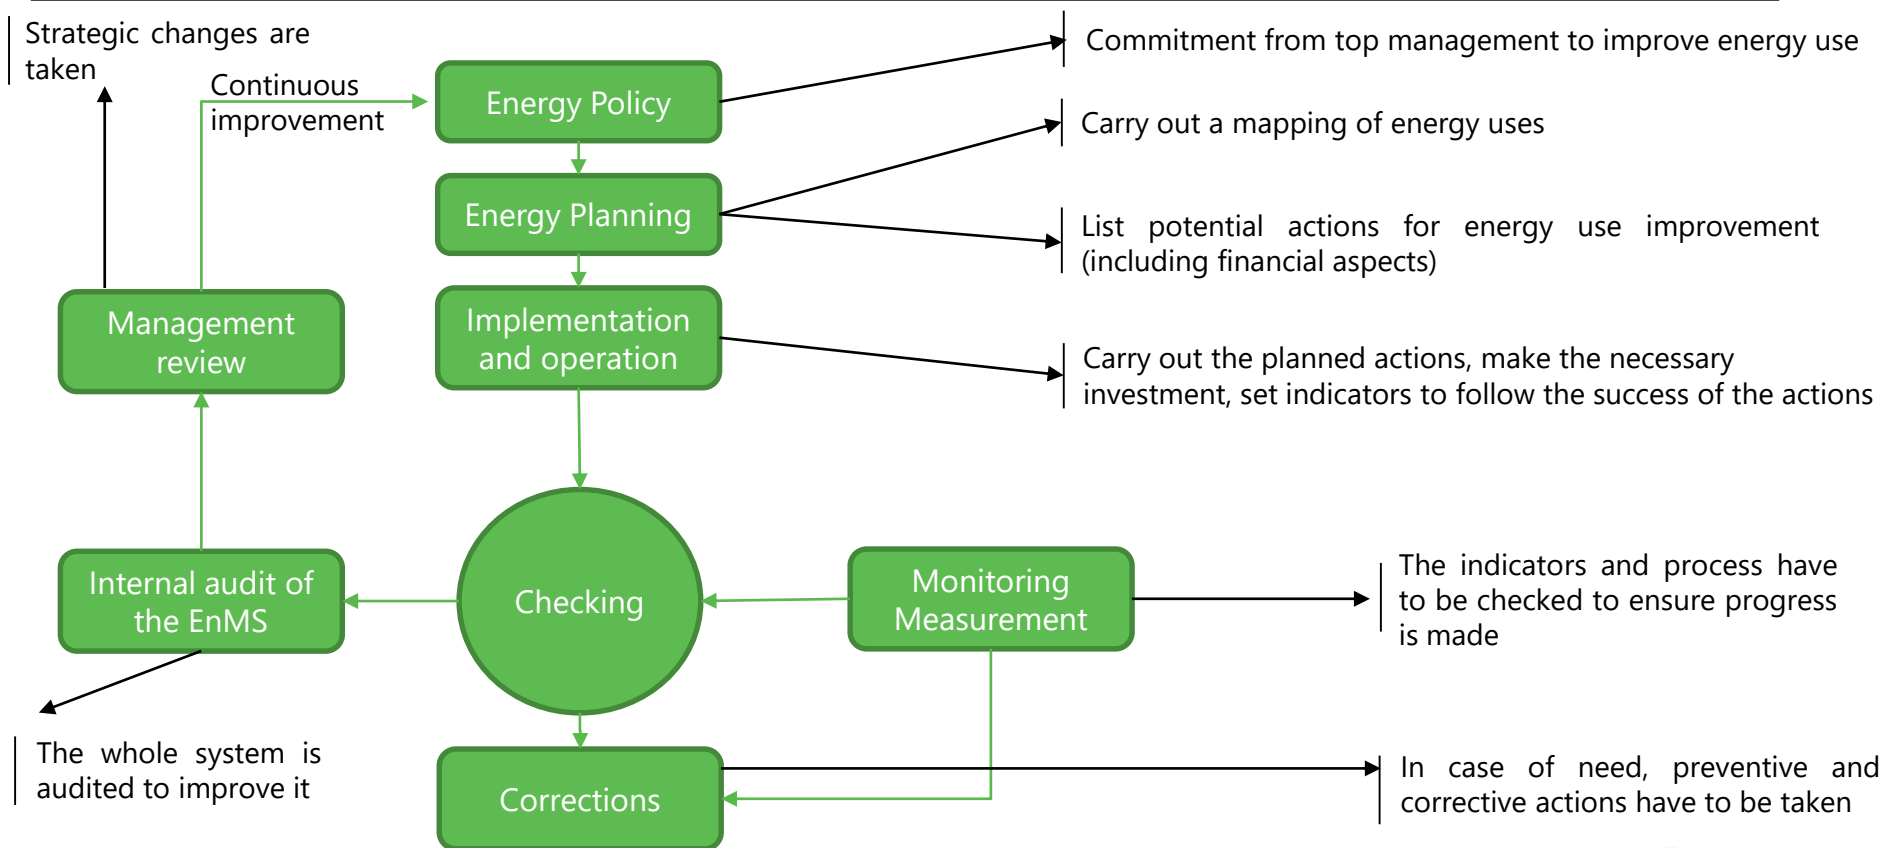 Strategic changes are
taken
Continuous
improvement
Energy Policy
Commitment from top management to improve energy use
Carry out a mapping of energy uses
Energy Planning
List potential actions for energy use improvement
(including financial aspects)
Management
review
Implementation
and operation
Carry out the planned actions, make the necessary
investment, set indicators to follow the success of the actions
Internal audit of
the EnMS
Checking
Monitoring
Measurement
The indicators and process have
to be checked to ensure progress
is made
The whole system is
audited to improve it
Corrections
In case of need, preventive and
corrective actions have to be taken